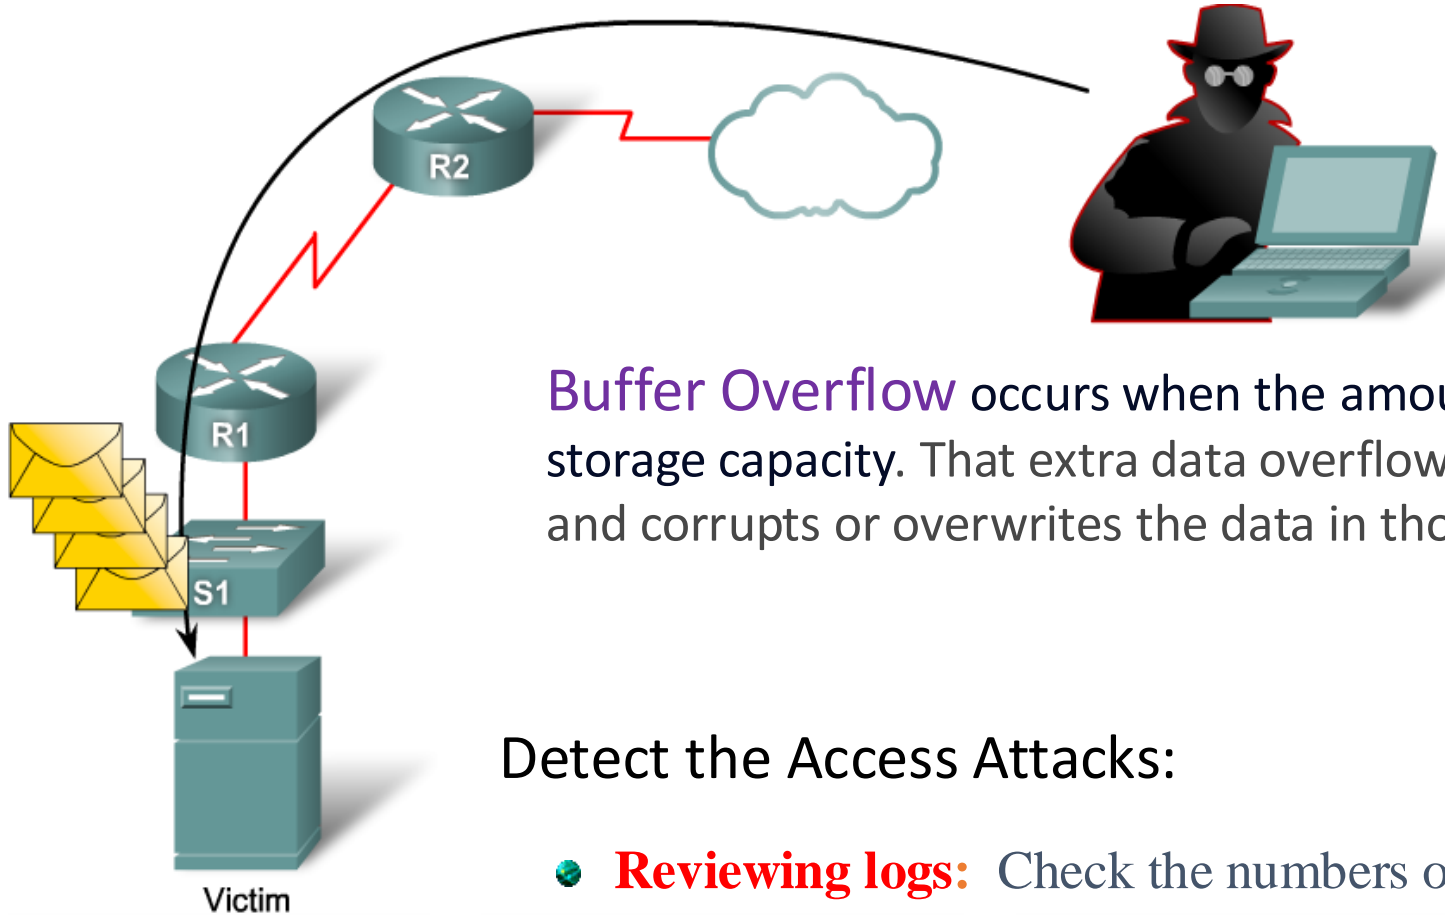 R2
Buffer Overflow occurs when the amou
storage capacity. That extra data overflow
R1
and corrupts or overwrites the data in tho
S1
Detect the Access Attacks:
Reviewing logs: Check the numbers o
Victim